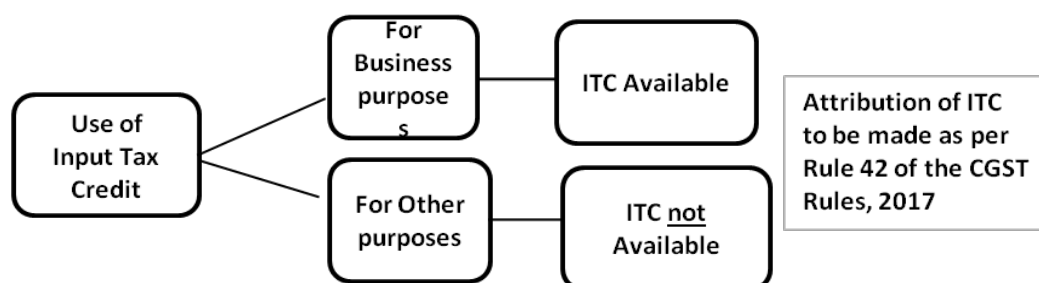 Use of
Input Tax
Credit
For
Business
purpose
s
ITC Available
For Other
purposes
ITC not
Available
Attribution of ITC
to be made as per
Rule 42 of the CGST
Rules, 2017